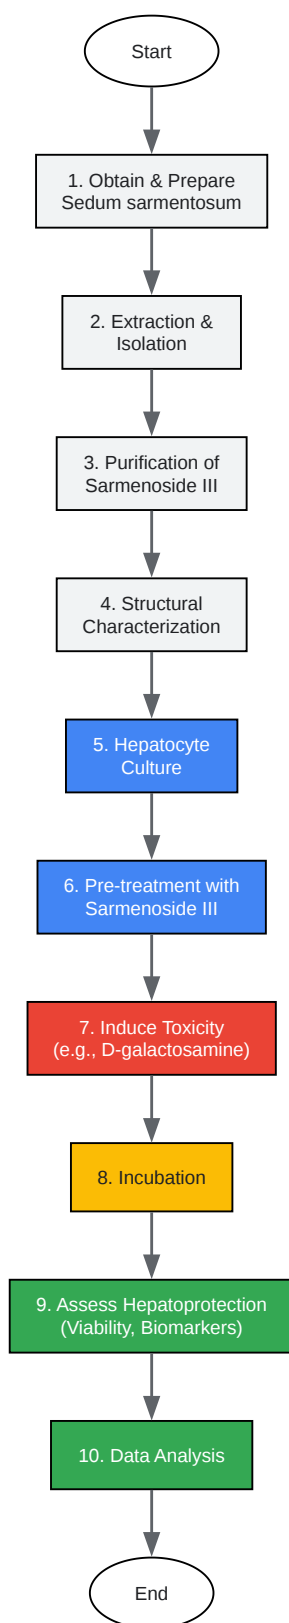 Start
1. Obtain & Prepare
Sedum sarmentosum
2. Extraction &
Isolation
3. Purification of
Sarmenoside III
4. Structural
Characterization
5. Hepatocyte
Culture
6. Pre-treatment with
Sarmenoside III
7. Induce Toxicity
(e.g., D-galactosamine)
8. Incubation
9. Assess Hepatoprotection
(Viability, Biomarkers)
10. Data Analysis
End